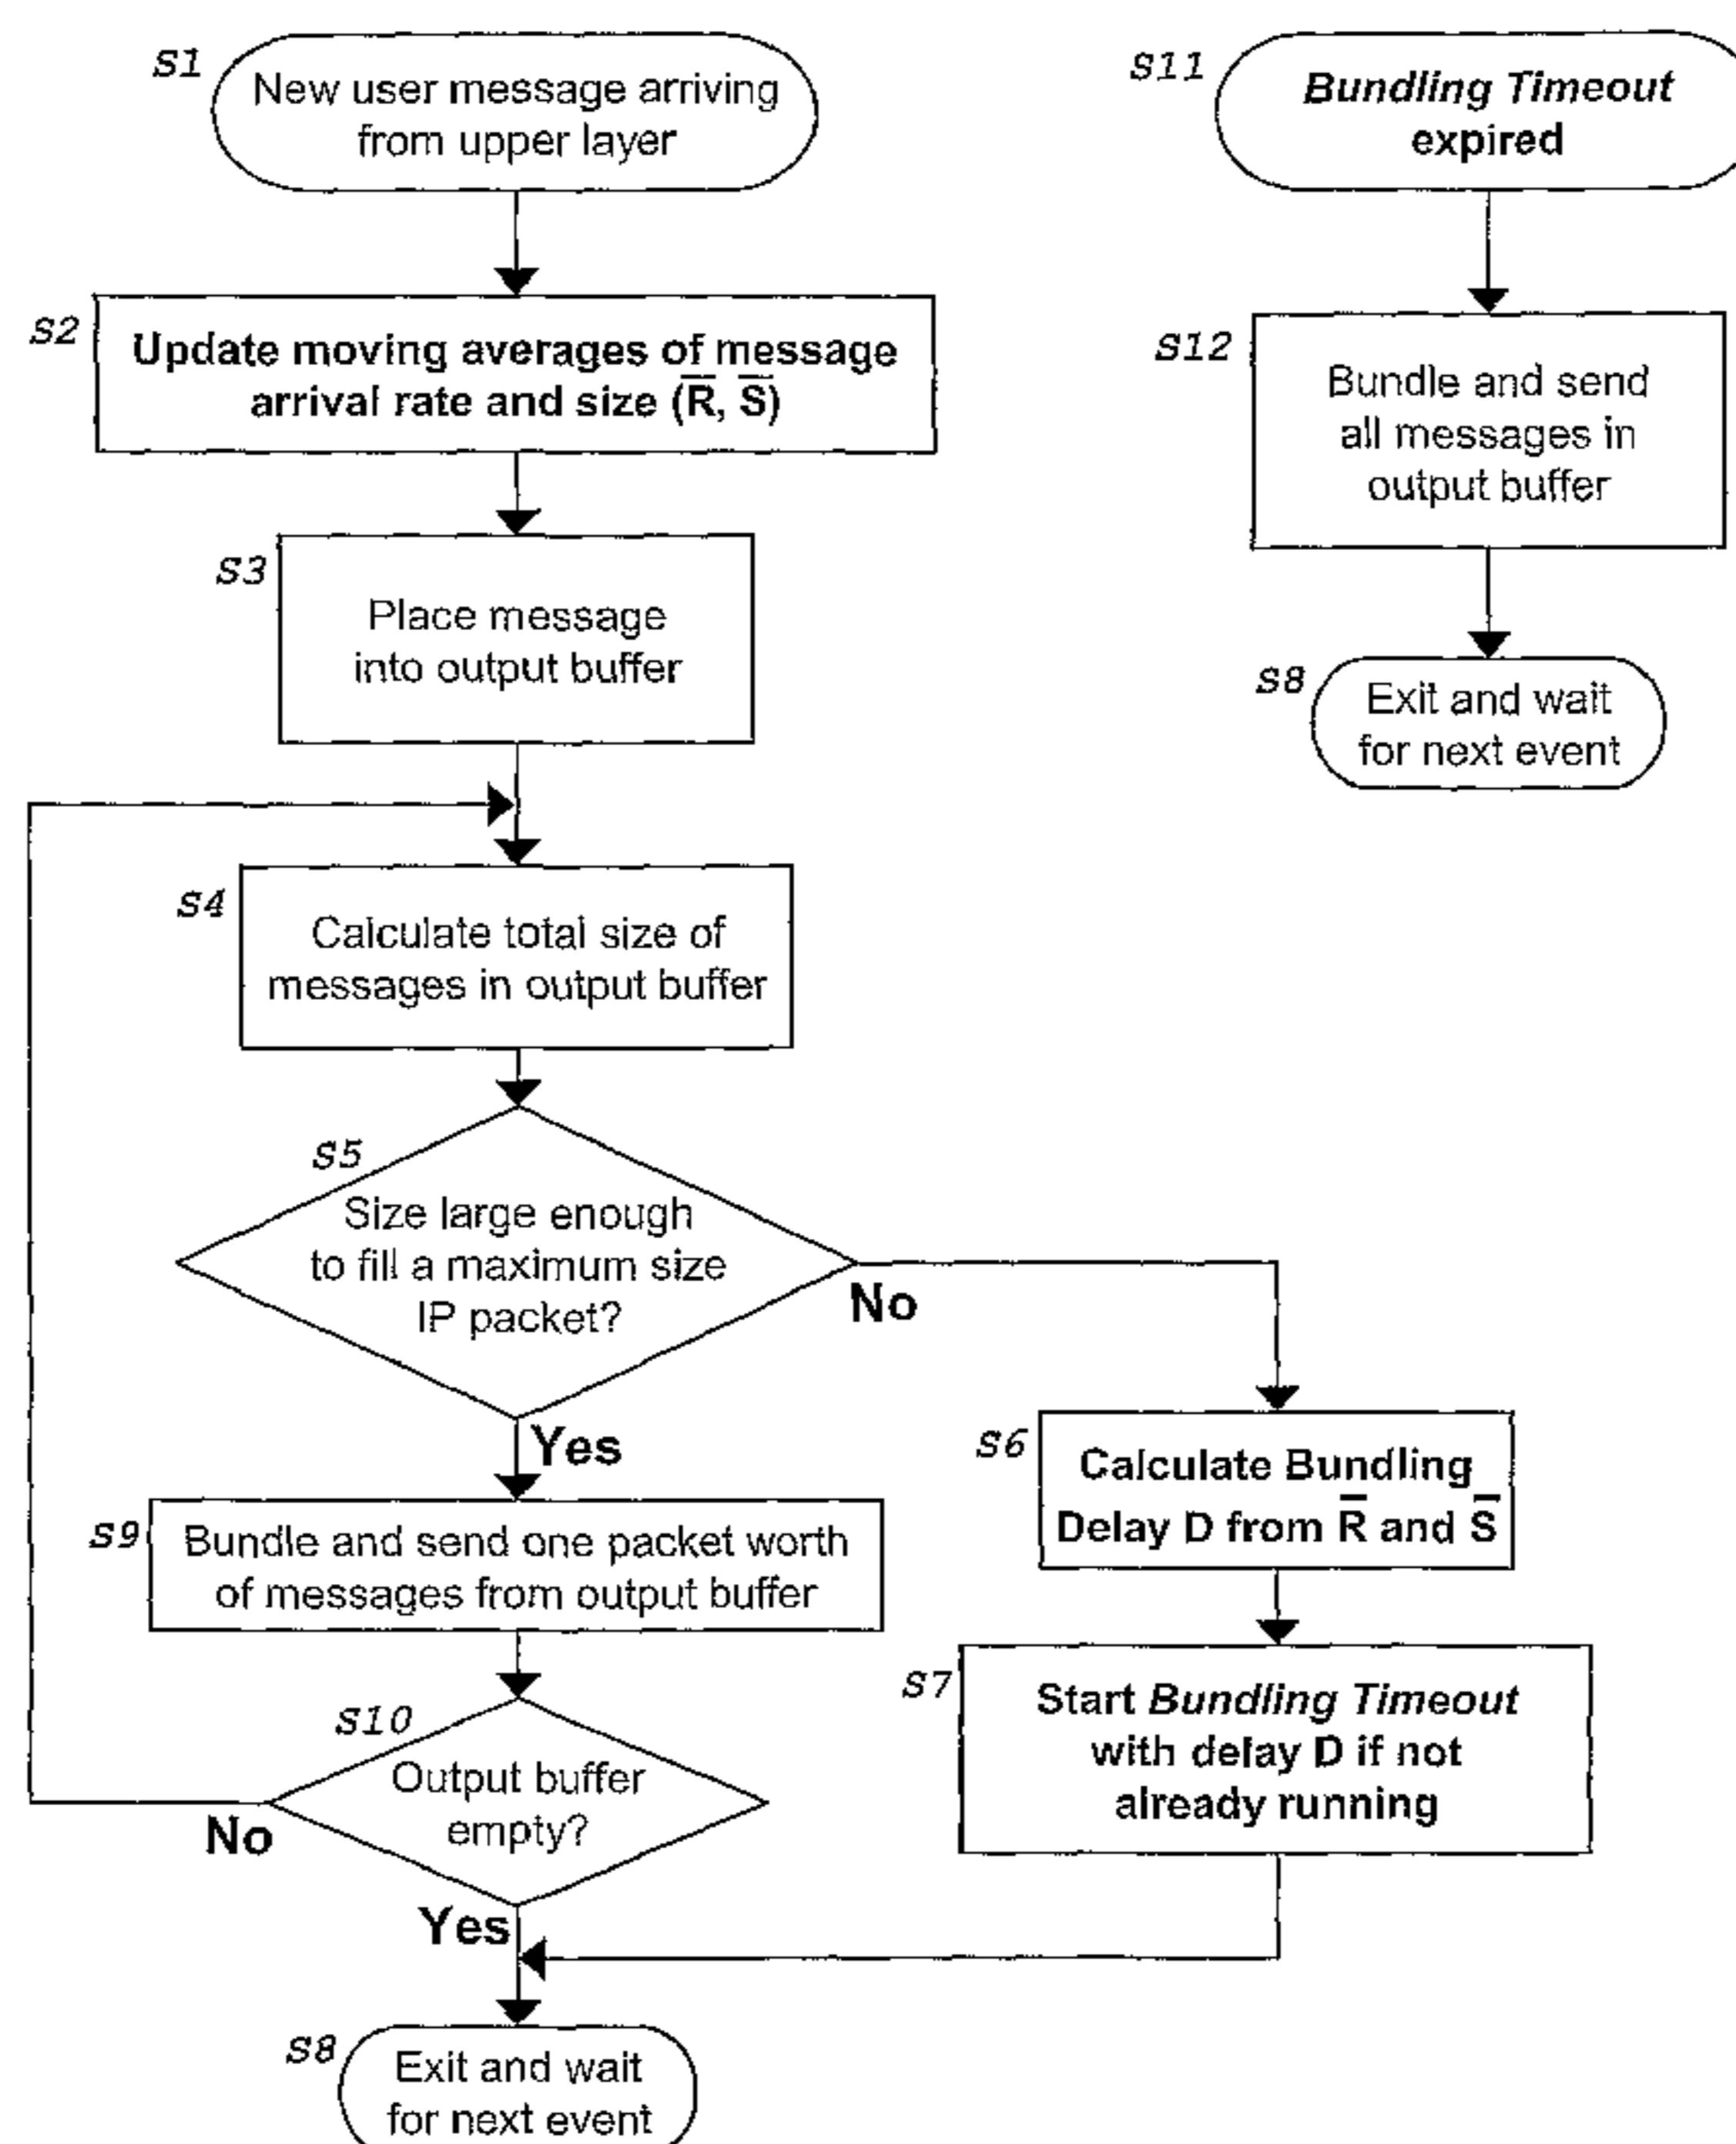 S1
New user message arriving
from upper layer
S2
Update moving averages of message
arrival rate and size (R̅, S̅)
S3
Place message
into output buffer
S4
Calculate total size of
messages in output buffer
S5
Size large enough
to fill a maximum size
IP packet?
No
Yes
S6
Calculate Bundling
Delay D from R̅ and S̅
S9
Bundle and send one packet worth
of messages from output buffer
S7
Start Bundling Timeout
with delay D if not
already running
S10
Output buffer
empty?
No
Yes
S8
Exit and wait
for next event
S11
Bundling Timeout
expired
S12
Bundle and send
all messages in
output buffer
S8
Exit and wait
for next event